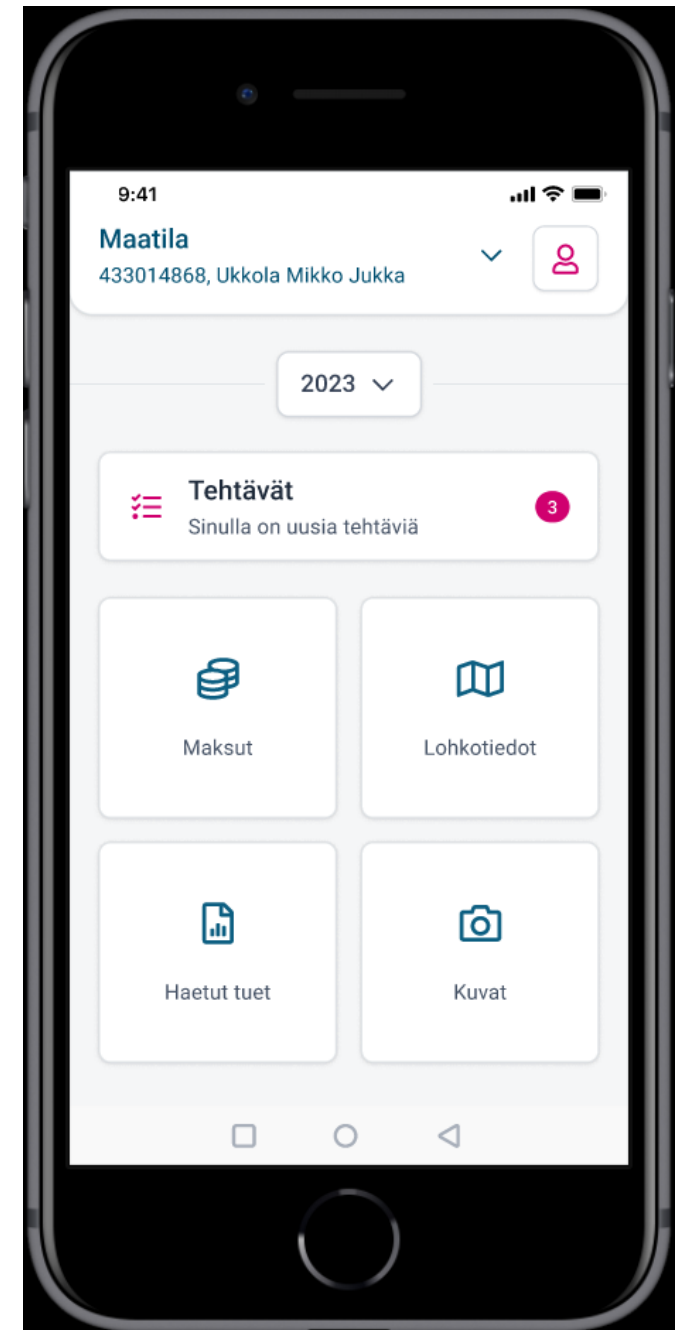 9:41
Maatila
433014868, Ukkola Mikko Jukka
2023
Tehtävät
Sinulla on uusia tehtäviä
3
Maksut
Lohkotiedot
Haetut tuet
Kuvat